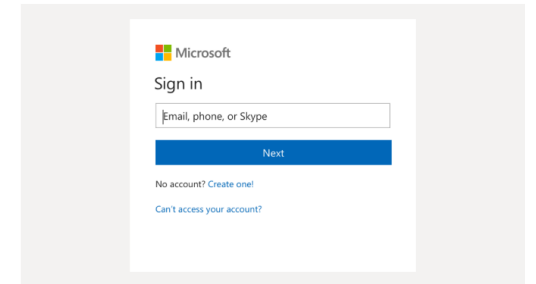 Microsoft
Sign in
Email, phone, or Skype
Next
No account? Create one!
Can't access your account?